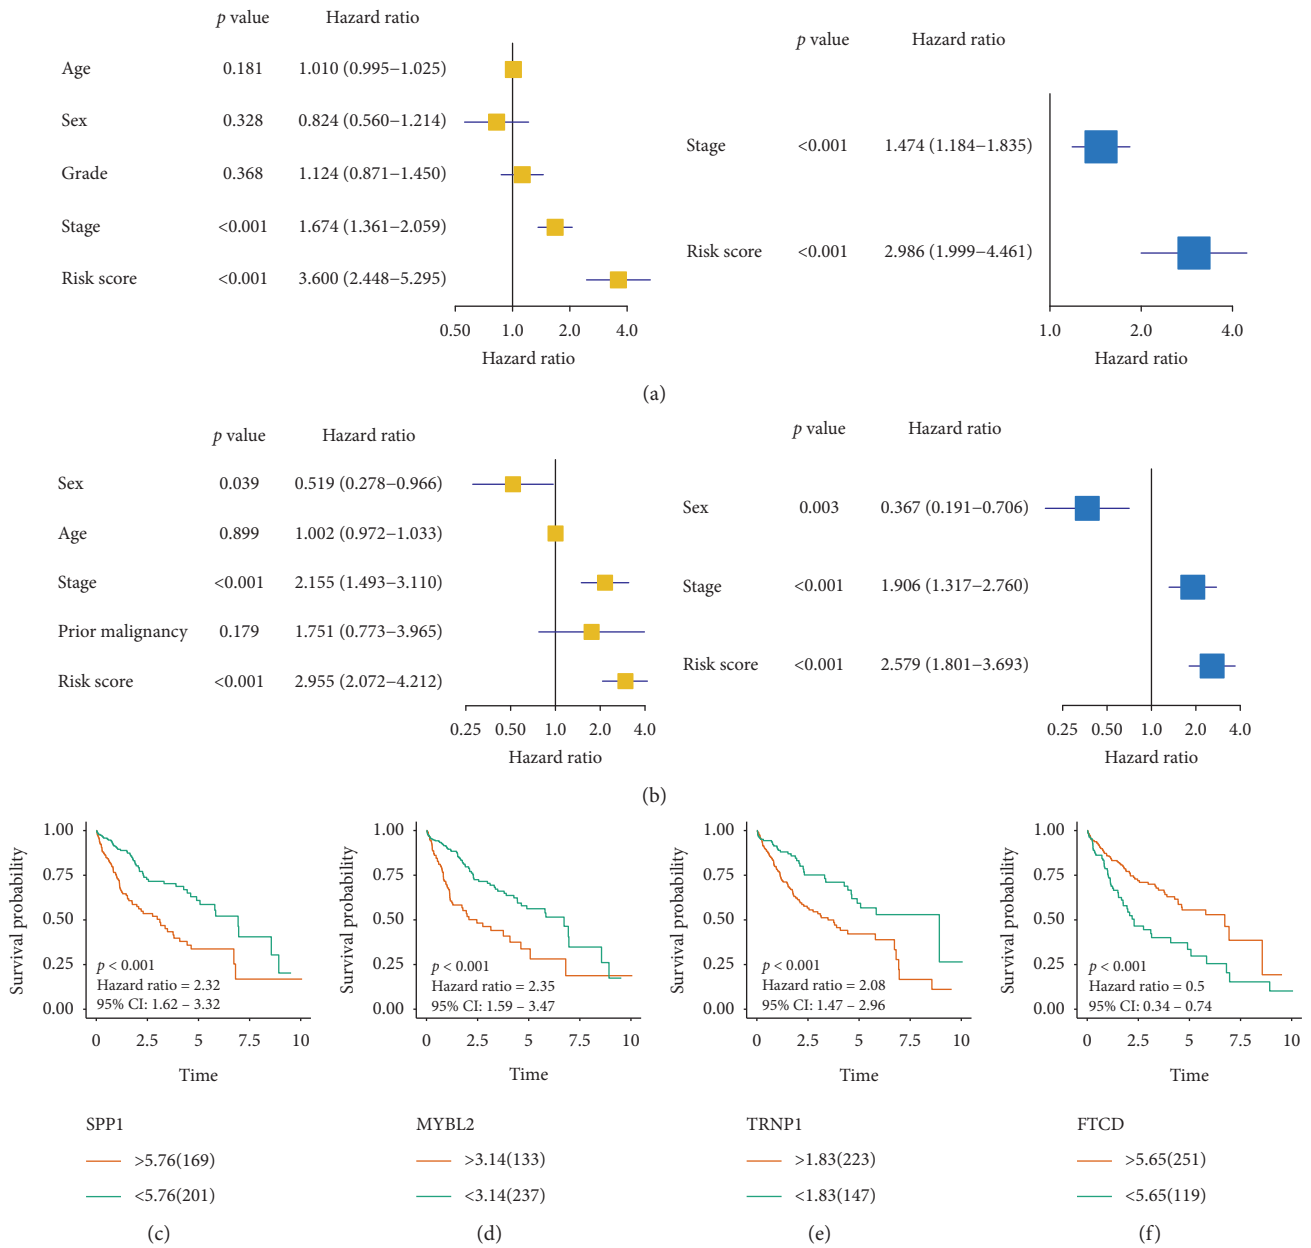 p value Hazard ratio
Age 0.181 1.010 (0.995−1.025)
Sex 0.328 0.824 (0.560−1.214)
Grade 0.368 1.124 (0.871−1.450)
Stage <0.001 1.674 (1.361−2.059)
Risk score <0.001 3.600 (2.448−5.295)
0.50 1.0 2.0 4.0
Hazard ratio
p value Hazard ratio
Stage <0.001 1.474 (1.184−1.835)
Risk score <0.001 2.986 (1.999−4.461)
1.0 2.0 4.0
Hazard ratio
(a)
p value Hazard ratio
Sex 0.039 0.519 (0.278−0.966)
Age 0.899 1.002 (0.972−1.033)
Stage <0.001 2.155 (1.493−3.110)
Prior malignancy 0.179 1.751 (0.773−3.965)
Risk score <0.001 2.955 (2.072−4.212)
0.25 0.50 1.0 2.0 4.0
Hazard ratio
p value Hazard ratio
Sex 0.003 0.367 (0.191−0.706)
Stage <0.001 1.906 (1.317−2.760)
Risk score <0.001 2.579 (1.801−3.693)
0.25 0.50 1.0 2.0 4.0
Hazard ratio
(b)
Survival probability
1.00
0.75
0.50
0.25
0.00
p < 0.001
Hazard ratio = 2.32
95% CI: 1.62 – 3.32
0 2.5 5 7.5 10
Time
SPP1
>5.76(169)
<5.76(201)
(c)
Survival probability
1.00
0.75
0.50
0.25
0.00
p < 0.001
Hazard ratio = 2.35
95% CI: 1.59 – 3.47
0 2.5 5 7.5 10
Time
MYBL2
>3.14(133)
<3.14(237)
(d)
Survival probability
1.00
0.75
0.50
0.25
0.00
p < 0.001
Hazard ratio = 2.08
95% CI: 1.47 – 2.96
0 2.5 5 7.5 10
Time
TRNP1
>1.83(223)
<1.83(147)
(e)
Survival probability
1.00
0.75
0.50
0.25
0.00
p < 0.001
Hazard ratio = 0.5
95% CI: 0.34 – 0.74
0 2.5 5 7.5 10
Time
FTCD
>5.65(251)
<5.65(119)
(f)